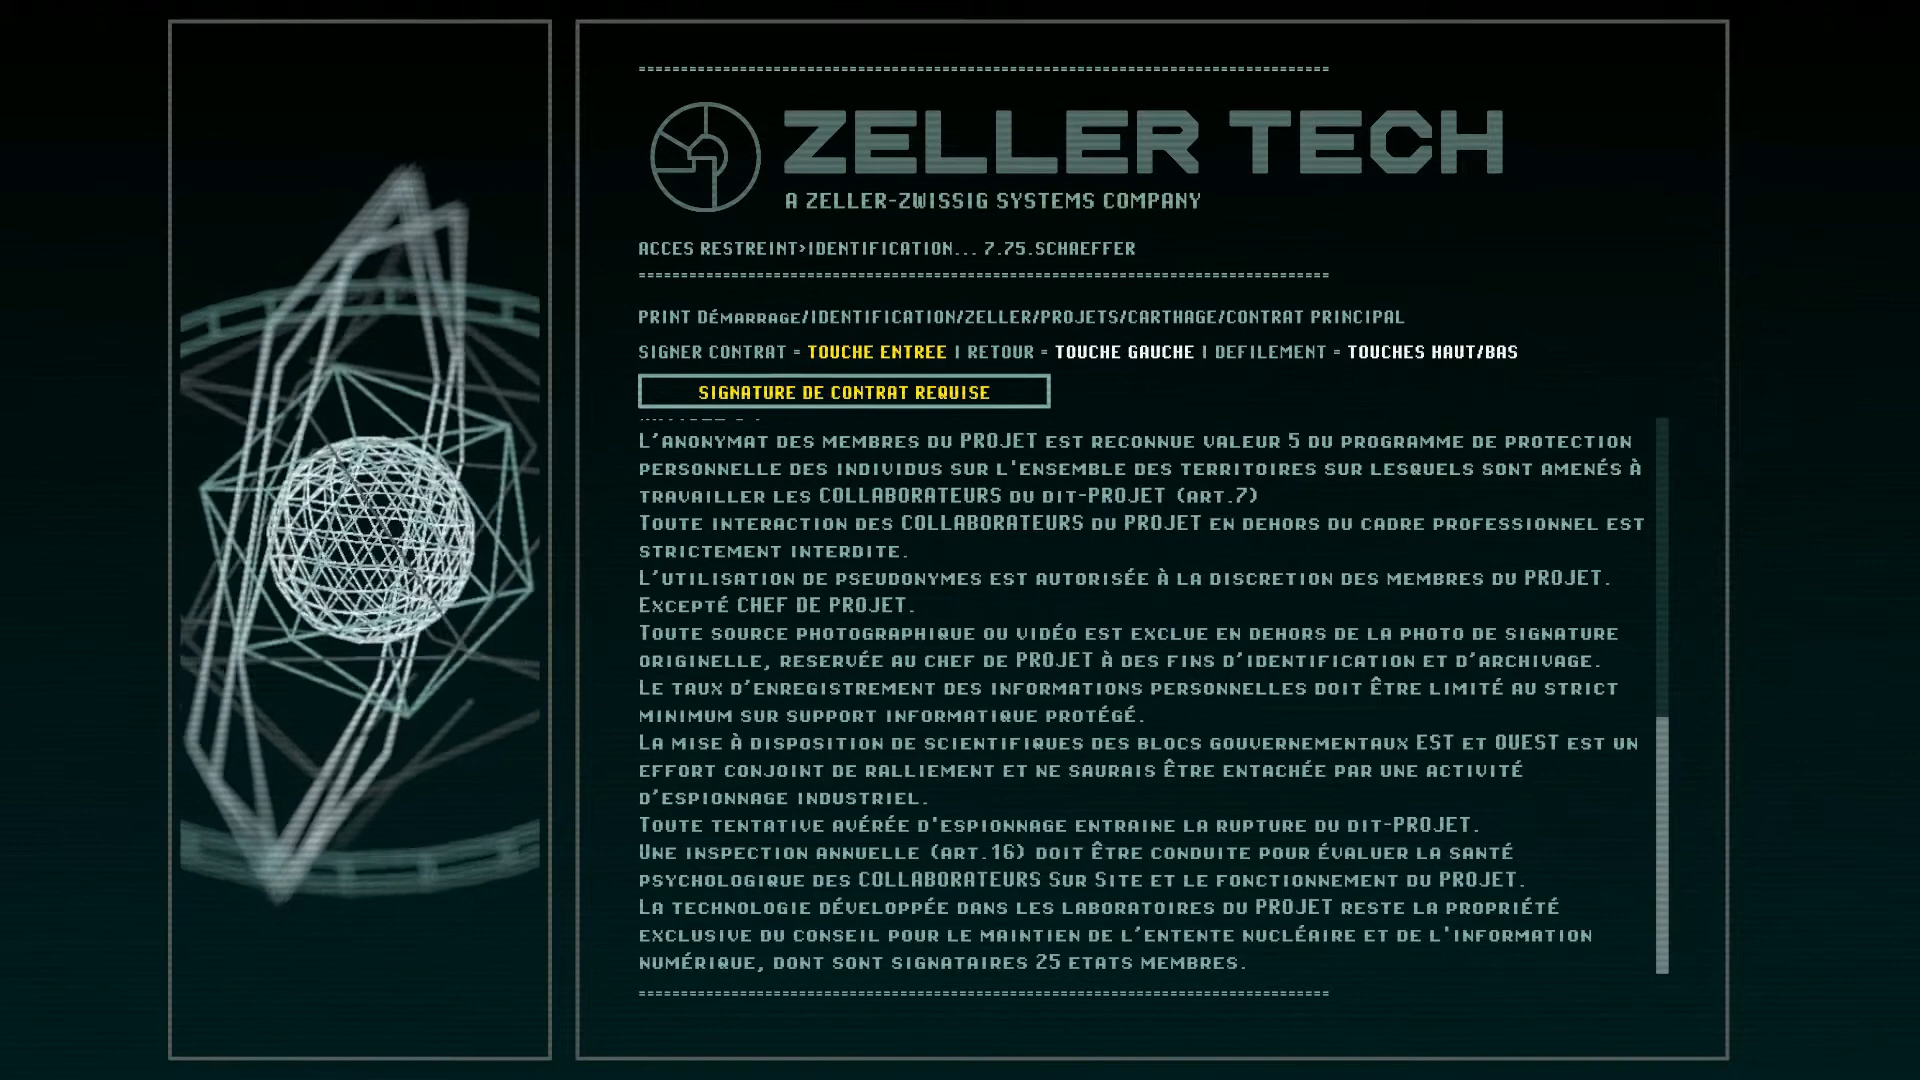 ZELLER TECH
A ZELLER-ZWISSIG SYSTEMS COMPANY
ACCES RESTREINT>IDENTIFICATION... 7.75.SCHAEFFER
PRINT Démarrage/IDENTIFICATION/ZELLER/PROJETS/CARTHAGE/CONTRAT PRINCIPAL
SIGNER CONTRAT = TOUCHE ENTREE | RETOUR = TOUCHE GAUCHE | DEFILEMENT = TOUCHES HAUT/BAS
SIGNATURE DE CONTRAT REQUISE
L'anonymat des membres du PROJET est reconnue valeur 5 du programme de protection
personnelle des individus sur l'ensemble des territoires sur lesquels sont amenés à
travailler les COLLABORATEURS du dit-PROJET (art.7)
Toute interaction des COLLABORATEURS du PROJET en dehors du cadre professionnel est
strictement interdite.
L'utilisation de pseudonymes est autorisée à la discretion des membres du PROJET.
Excepté CHEF DE PROJET.
Toute source photographique ou vidéo est exclue en dehors de la photo de signature
originelle, reservée au chef de PROJET à des fins d'identification et d'archivage.
Le taux d'enregistrement des informations personnelles doit être limité au strict
minimum sur support informatique protégé.
La mise à disposition de scientifiques des blocs gouvernementaux EST et OUEST est un
effort conjoint de ralliement et ne saurais être entachée par une activité
d'espionnage industriel.
Toute tentative avérée d'espionnage entraine la rupture du dit-PROJET.
Une inspection annuelle (art.16) doit être conduite pour évaluer la santé
psychologique des COLLABORATEURS Sur Site et le fonctionnement du PROJET.
La technologie développée dans les laboratoires du PROJET reste la propriété
exclusive du conseil pour le maintien de l'entente nucléaire et de l'information
numérique, dont sont signataires 25 etats membres.